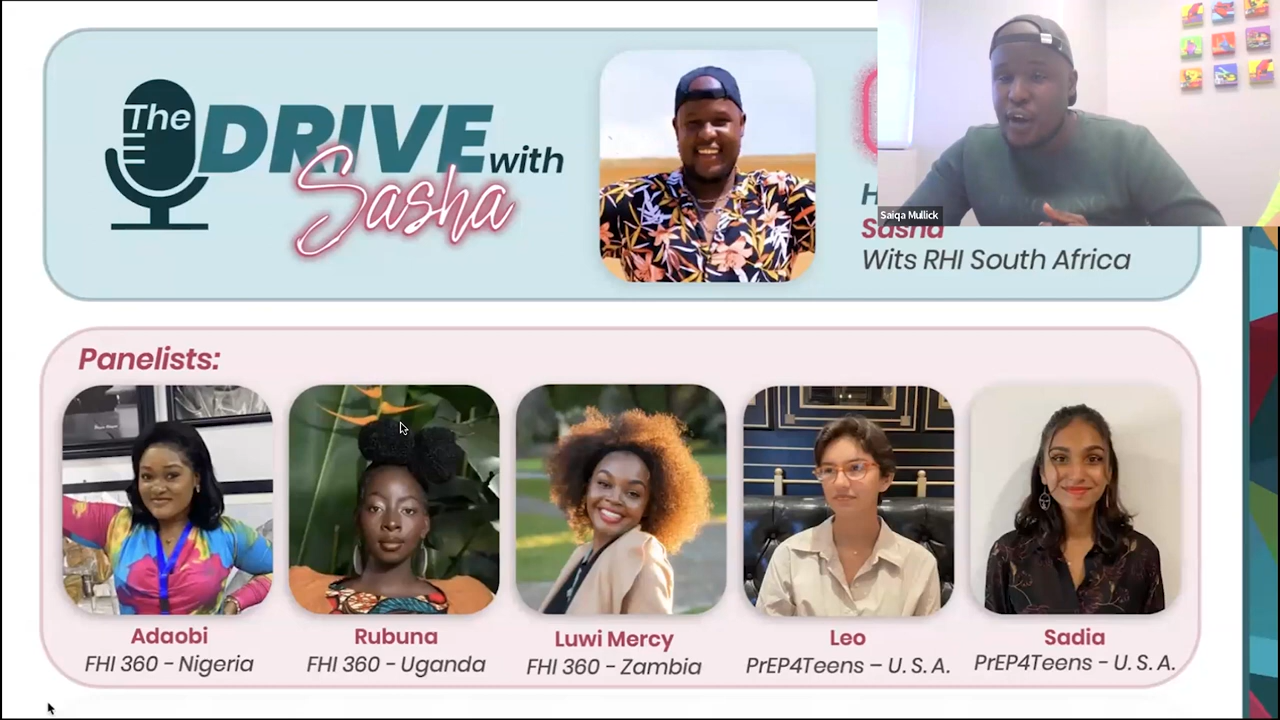 The DRIVE with
Sasha
Saiqa Mullick
Sasha
Wits RHI South Africa
Panelists:
Adaobi
FHI 360 - Nigeria
Rubuna
FHI 360 - Uganda
Luwi Mercy
FHI 360 - Zambia
Leo
PrEP4Teens – U. S. A.
Sadia
PrEP4Teens - U. S. A.